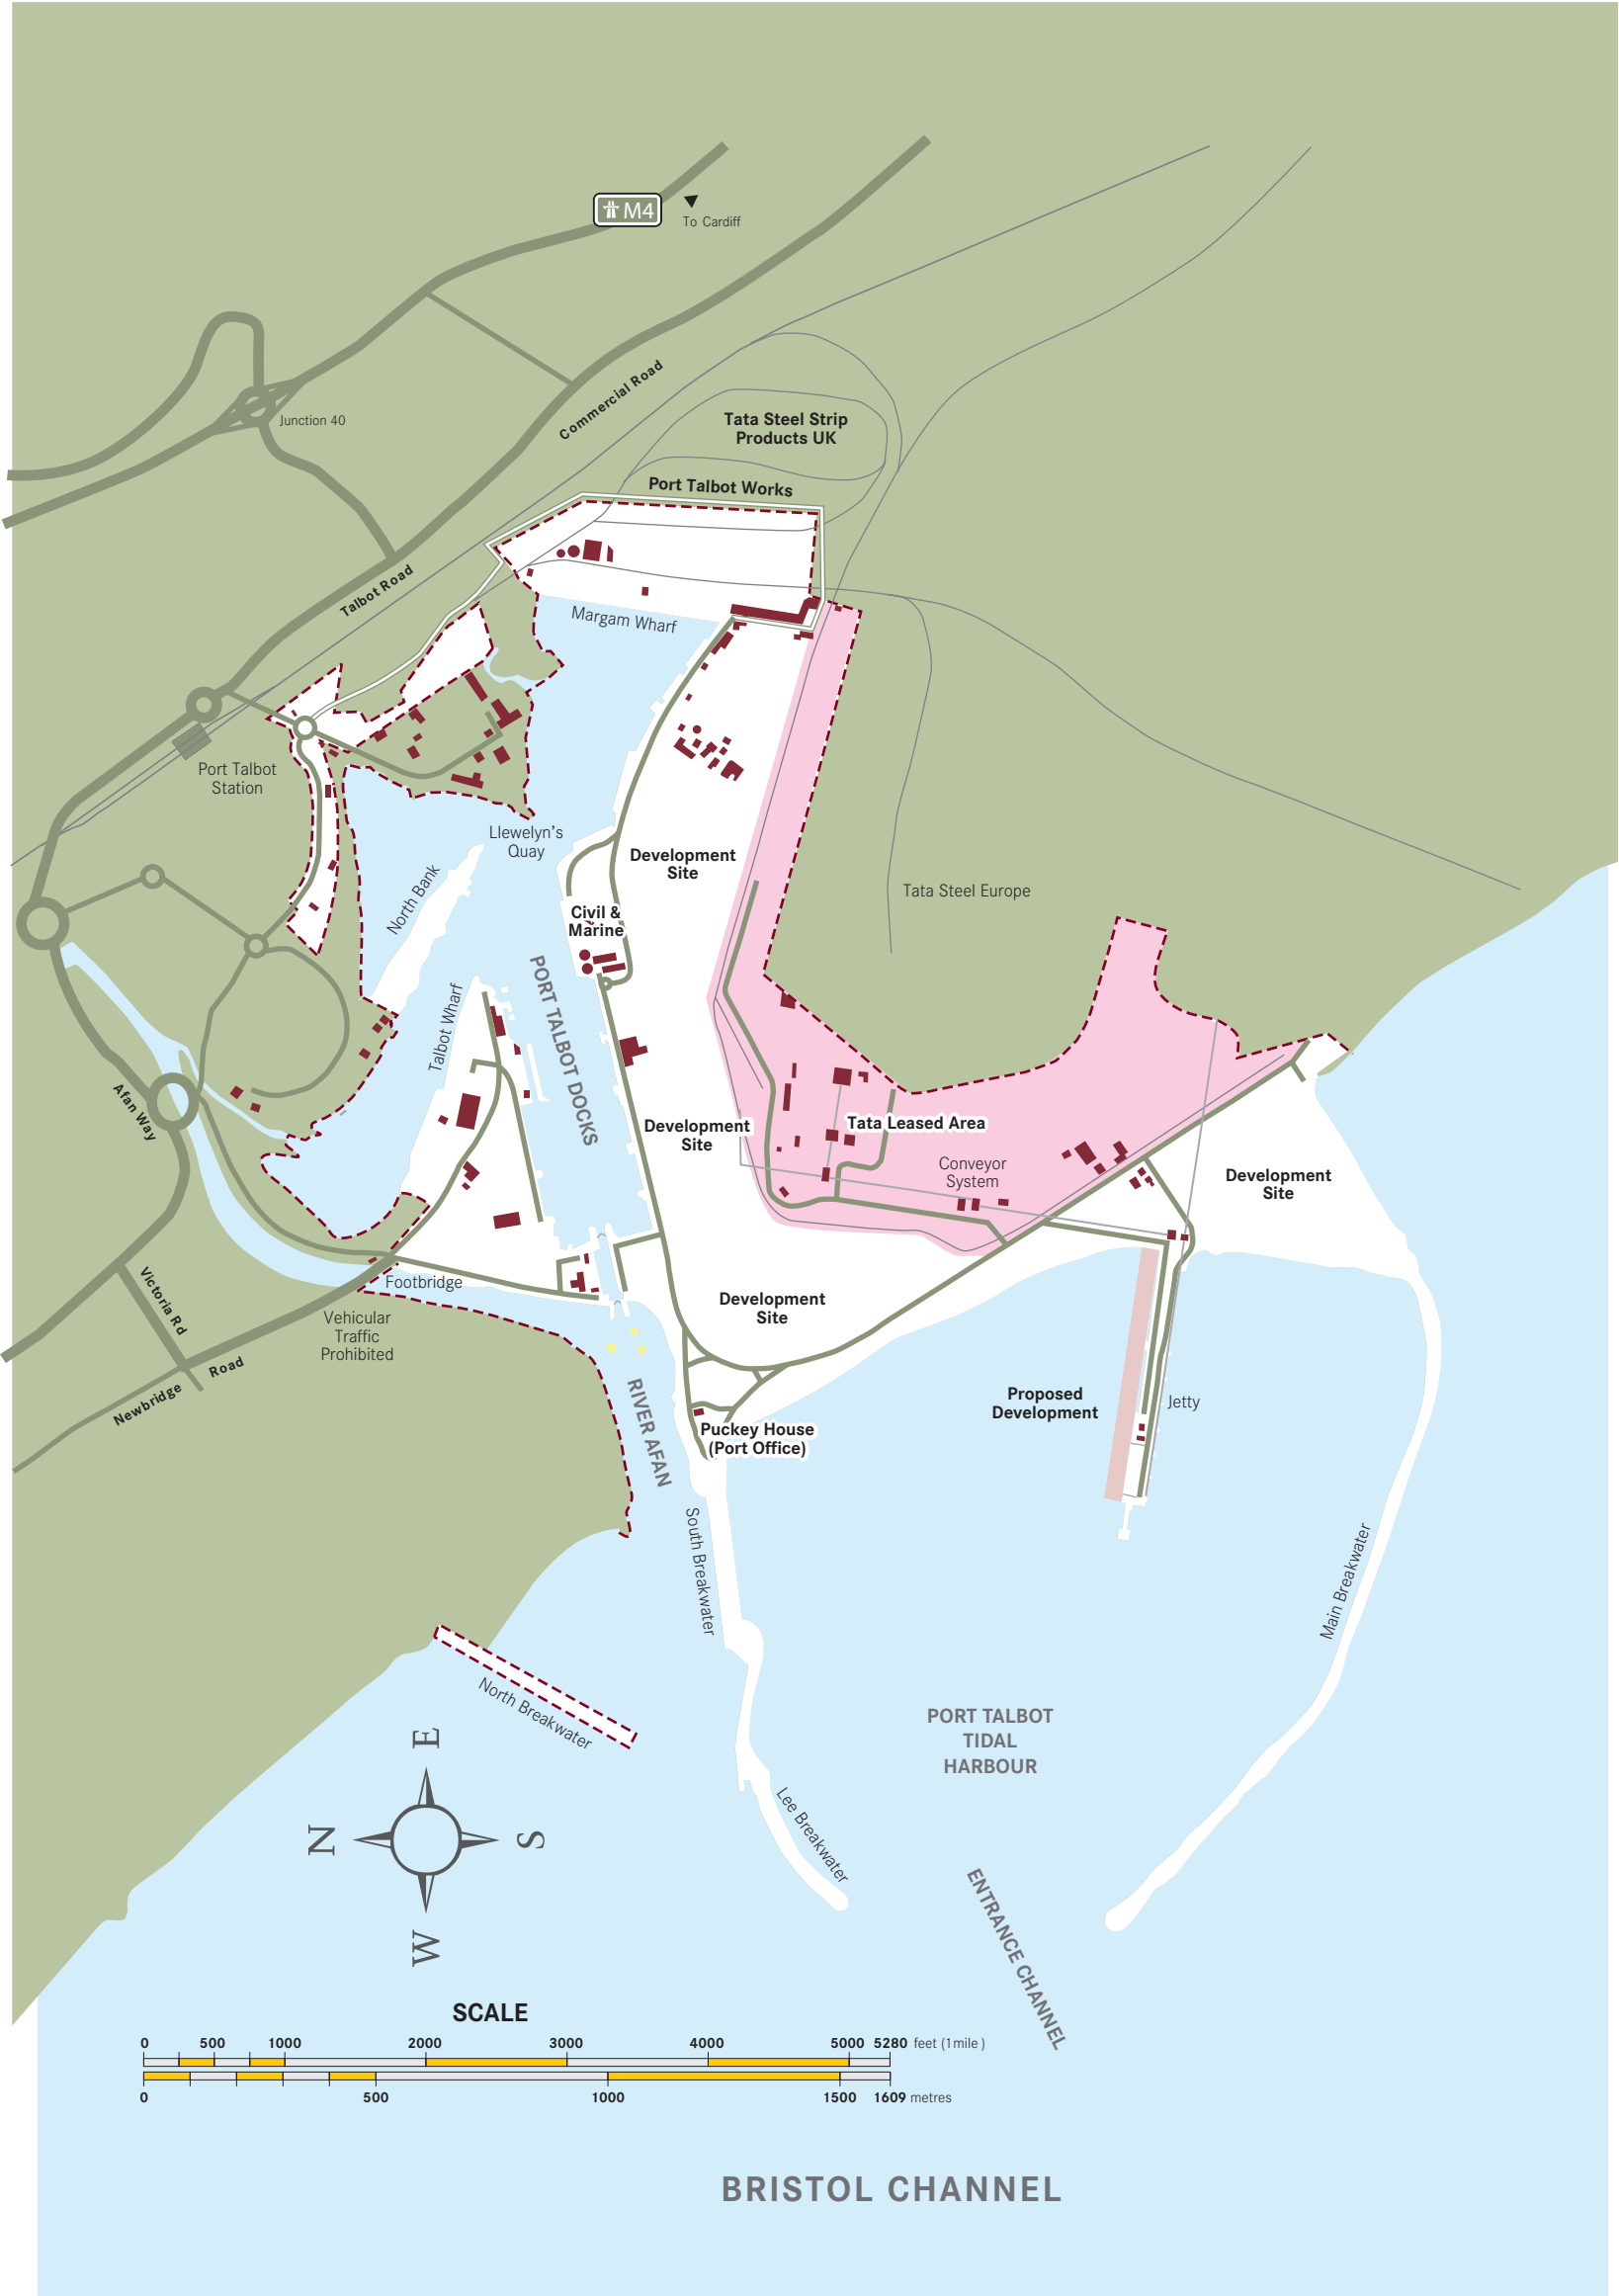 M4
To Cardiff
Commercial Road
Junction 40
Tata Steel Strip
Products UK
Port Talbot Works
Talbot Road
Margam Wharf
Port Talbot
Station
Llewelyn's
Quay
Development
Site
North Bank
Civil &
Marine
Tata Steel Europe
PORT TALBOT DOCKS
Talbot Wharf
Afan Way
Development
Site
Tata Leased Area
Conveyor
System
Development
Site
Footbridge
Victoria Rd
Vehicular
Traffic
Prohibited
Development
Site
Newbridge Road
RIVER AFAN
Proposed
Development
Jetty
Puckey House
(Port Office)
South Breakwater
Main Breakwater
North Breakwater
PORT TALBOT
TIDAL
HARBOUR
E
N
S
W
Lee Breakwater
ENTRANCE CHANNEL
SCALE
0 500 1000 2000 3000 4000 5000 5280 feet (1mile)
0 500 1000 1500 1609 metres
BRISTOL CHANNEL